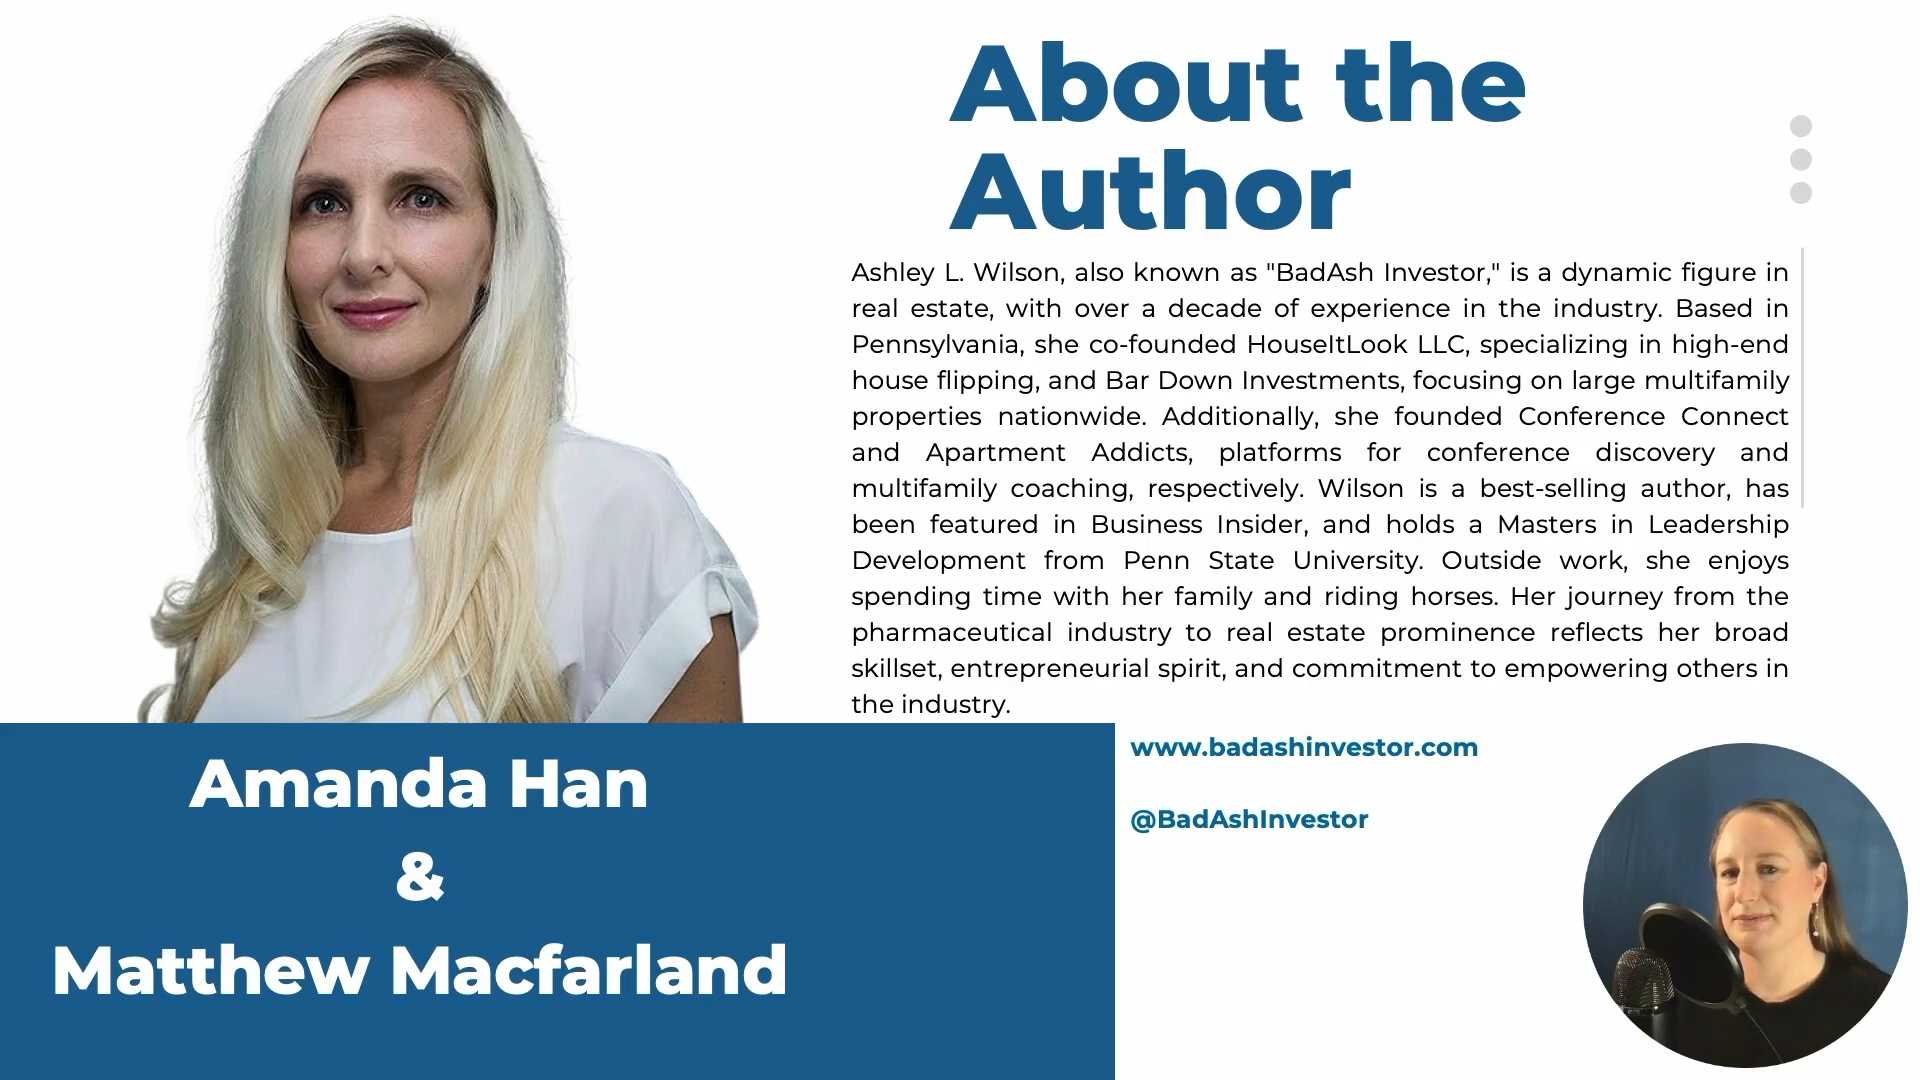 About the
Author
Ashley L. Wilson, also known as "BadAsh Investor," is a dynamic figure in
real estate, with over a decade of experience in the industry. Based in
Pennsylvania, she co-founded HouseItLook LLC, specializing in high-end
house flipping, and Bar Down Investments, focusing on large multifamily
properties nationwide. Additionally, she founded Conference Connect
and Apartment Addicts, platforms for conference discovery and
multifamily coaching, respectively. Wilson is a best-selling author, has
been featured in Business Insider, and holds a Masters in Leadership
Development from Penn State University. Outside work, she enjoys
spending time with her family and riding horses. Her journey from the
pharmaceutical industry to real estate prominence reflects her broad
skillset, entrepreneurial spirit, and commitment to empowering others in
the industry.
www.badashinvestor.com
@BadAshInvestor
Amanda Han
&
Matthew Macfarland